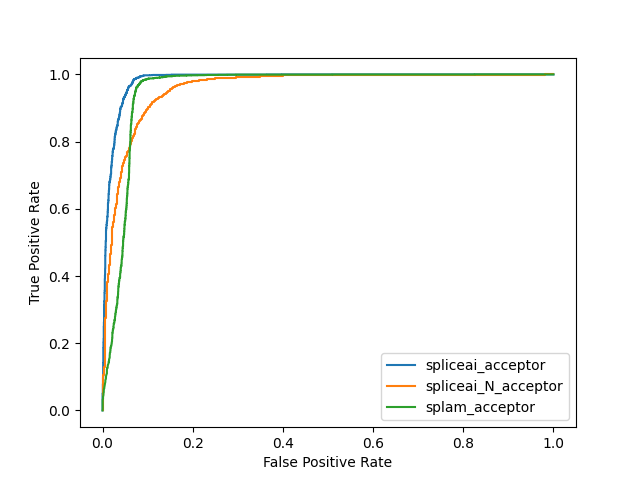 1.0
0.8
0.6
0.4
0.2
0.0
True Positive Rate
0.0 0.2 0.4 0.6 0.8 1.0
False Positive Rate
spliceai_acceptor
spliceai_N_acceptor
splam_acceptor